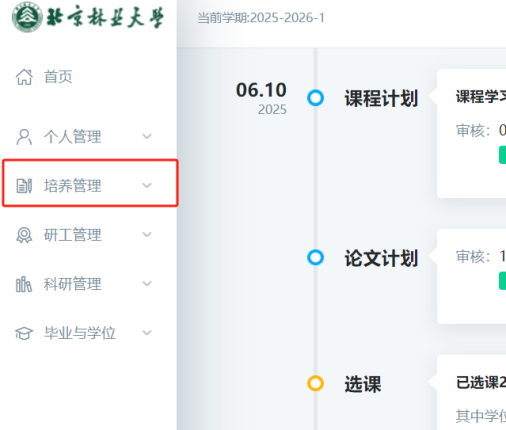 北京林业大学
当前学期:2025-2026-1
首页
个人管理
培养管理
研工管理
科研管理
毕业与学位
06.10
2025
课程计划
课程学习
审核: 0
论文计划
审核: 1
选课
已选课2
其中学位